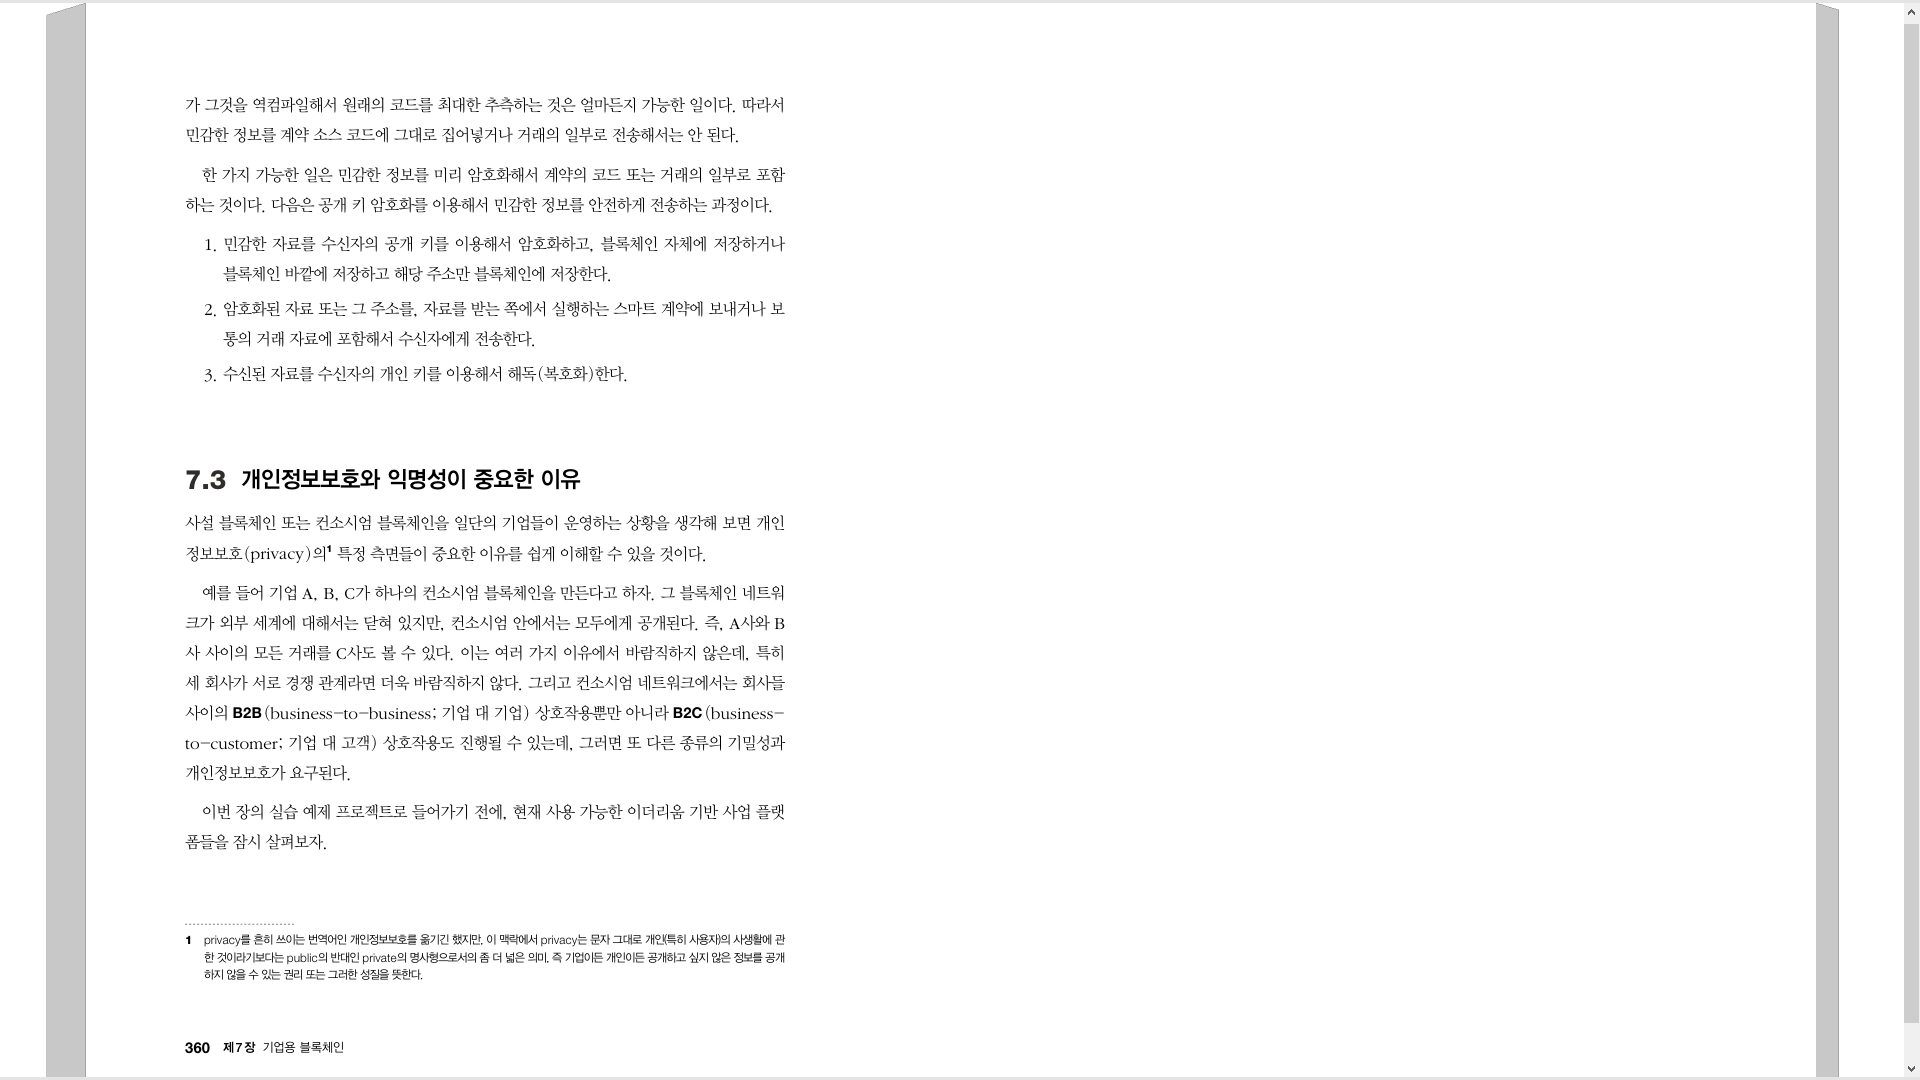 가 그것을 역컴파일해서 원래의 코드를 최대한 추측하는 것은 얼마든지 가능한 일이다. 따라서
민감한 정보를 계약 소스 코드에 그대로 집어넣거나 거래의 일부로 전송해서는 안 된다.
한 가지 가능한 일은 민감한 정보를 미리 암호화해서 계약의 코드 또는 거래의 일부로 포함
하는 것이다. 다음은 공개 키 암호화를 이용해서 민감한 정보를 안전하게 전송하는 과정이다.
1. 민감한 자료를 수신자의 공개 키를 이용해서 암호화하고, 블록체인 자체에 저장하거나
블록체인 바깥에 저장하고 해당 주소만 블록체인에 저장한다.
2. 암호화된 자료 또는 그 주소를, 자료를 받는 쪽에서 실행하는 스마트 계약에 보내거나 보
통의 거래 자료에 포함해서 수신자에게 전송한다.
3. 수신된 자료를 수신자의 개인 키를 이용해서 해독(복호화)한다.
7.3 개인정보보호와 익명성이 중요한 이유
사설 블록체인 또는 컨소시엄 블록체인을 일단의 기업들이 운영하는 상황을 생각해 보면 개인
정보보호(privacy)의1 특정 측면들이 중요한 이유를 쉽게 이해할 수 있을 것이다.
예를 들어 기업 A, B, C가 하나의 컨소시엄 블록체인을 만든다고 하자. 그 블록체인 네트워
크가 외부 세계에 대해서는 닫혀 있지만, 컨소시엄 안에서는 모두에게 공개된다. 즉, A사와 B
사 사이의 모든 거래를 C사도 볼 수 있다. 이는 여러 가지 이유에서 바람직하지 않은데, 특히
세 회사가 서로 경쟁 관계라면 더욱 바람직하지 않다. 그리고 컨소시엄 네트워크에서는 회사들
사이의 B2B(business-to-business; 기업 대 기업) 상호작용뿐만 아니라 B2C(business-
to-customer; 기업 대 고객) 상호작용도 진행될 수 있는데, 그러면 또 다른 종류의 기밀성과
개인정보보호가 요구된다.
이번 장의 실습 예제 프로젝트로 들어가기 전에, 현재 사용 가능한 이더리움 기반 사업 플랫
폼들을 잠시 살펴보자.
1 privacy를 흔히 쓰이는 번역어인 개인정보보호를 옮기긴 했지만, 이 맥락에서 privacy는 문자 그대로 개인(특히 사용자)의 사생활에 관
한 것이라기보다는 public의 반대인 private의 명사형으로서의 좀 더 넓은 의미, 즉 기업이든 개인이든 공개하고 싶지 않은 정보를 공개
하지 않을 수 있는 권리 또는 그러한 성질을 뜻한다.
360 제7장 기업용 블록체인